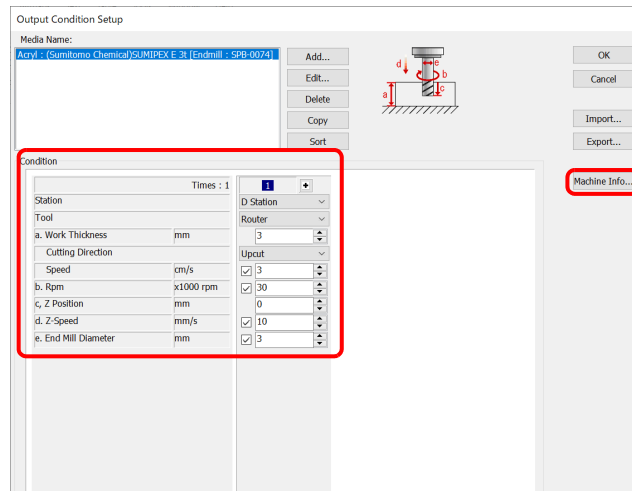 Output Condition Setup
Media Name:
Acryl : (Sumitomo Chemical)SUMIPEX E 3t [Endmill : SPB-0074]
Add...
Edit...
Delete
Copy
Sort
d
e
b
c
a
OK
Cancel
Import...
Export...
Machine Info...
Condition
Times : 1 1 +
Station D Station
Tool Router
a. Work Thickness mm 3
Cutting Direction Upcut
Speed cm/s 3
b. Rpm x1000 rpm 30
c, Z Position mm 0
d. Z-Speed mm/s 10
e. End Mill Diameter mm 3